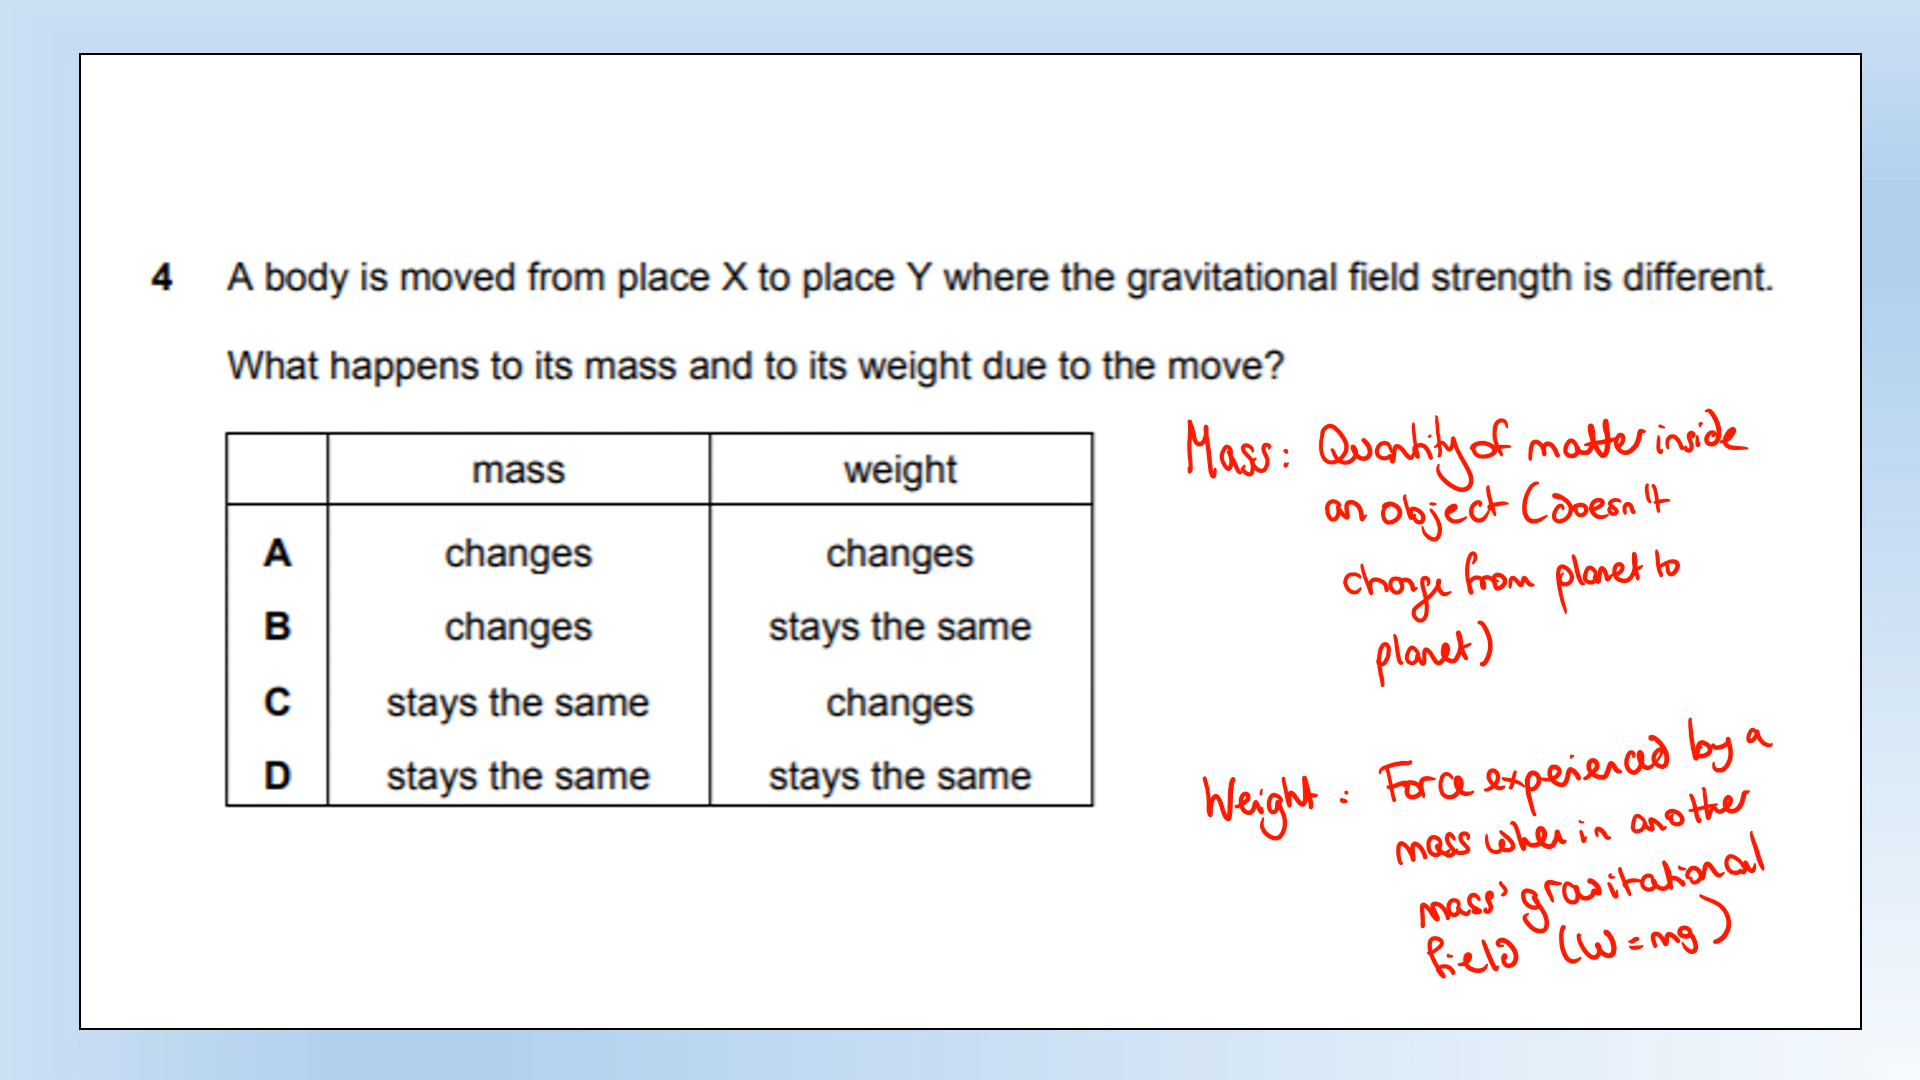 4 A body is moved from place X to place Y where the gravitational field strength is different.
What happens to its mass and to its weight due to the move?
mass weight
A changes changes
B changes stays the same
C stays the same changes
D stays the same stays the same
Mass: Quantity of matter inside
an object (doesn't
change from planet to
planet)
Weight: Force experienced by a
mass when in another
mass' gravitational
field (W=mg)